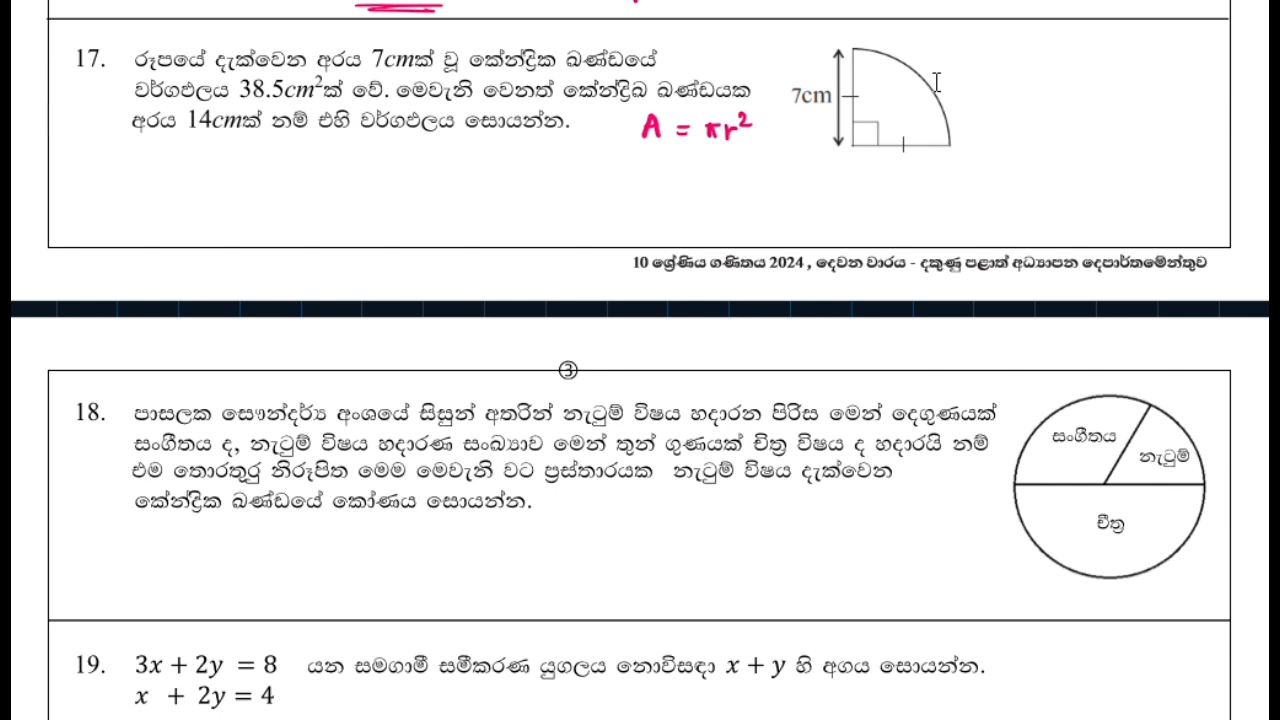 17. රූපයේ දැක්වෙන අරය 7cmක් වූ කේන්ද්‍රික ඛණ්ඩයේ
වර්ගඵලය 38.5cm²ක් වේ. මෙවැනි වෙනත් කේන්ද්‍රිඛ ඛණ්ඩයක
අරය 14cmක් නම් එහි වර්ගඵලය සොයන්න.
A = πr²
7cm
10 ශ්‍රේණිය ගණිතය 2024 , දෙවන වාරය - දකුණු පළාත් අධ්‍යාපන දෙපාර්තමේන්තුව
③
18. පාසලක සෞන්දර්ය අංශයේ සිසුන් අතරින් නැටුම් විෂය හදාරන පිරිස මෙන් දෙගුණයක්
සංගීතය ද, නැටුම් විෂය හදාරණ සංඛ්‍යාව මෙන් තුන් ගුණයක් චිත්‍ර විෂය ද හදාරයි නම්
එම තොරතුරු නිරූපිත මෙම මෙවැනි වට ප්‍රස්තාරයක නැටුම් විෂය දැක්වෙන
කේන්ද්‍රික ඛණ්ඩයේ කෝණය සොයන්න.
සංගීතය
නැටුම්
චිත්‍ර
19. 3x + 2y = 8 යන සමගාමී සමීකරණ යුගලය නොවිසඳා x + y හි අගය සොයන්න.
x + 2y = 4